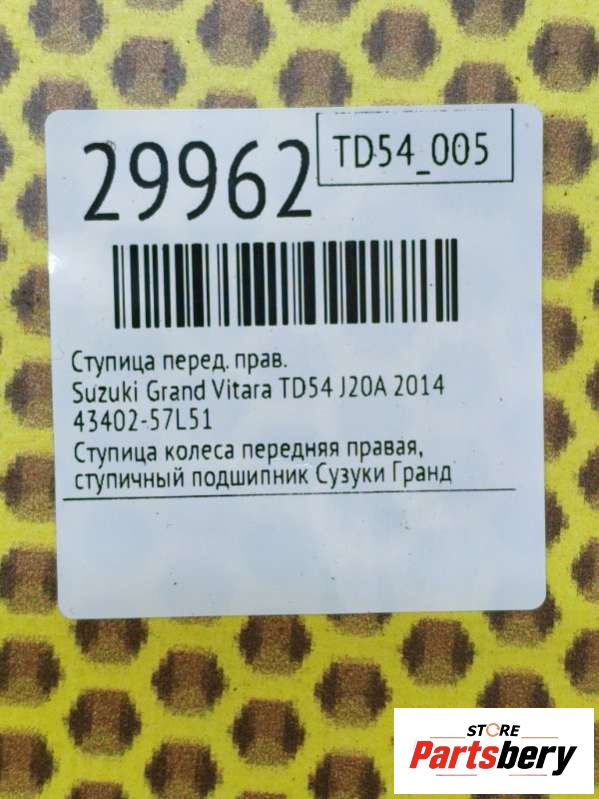 29962
TD54_005
Ступица перед. прав.
Suzuki Grand Vitara TD54 J20A 2014
43402-57L51
Ступица колеса передняя правая,
ступичный подшипник Сузуки Гранд
STORE
Partsbery